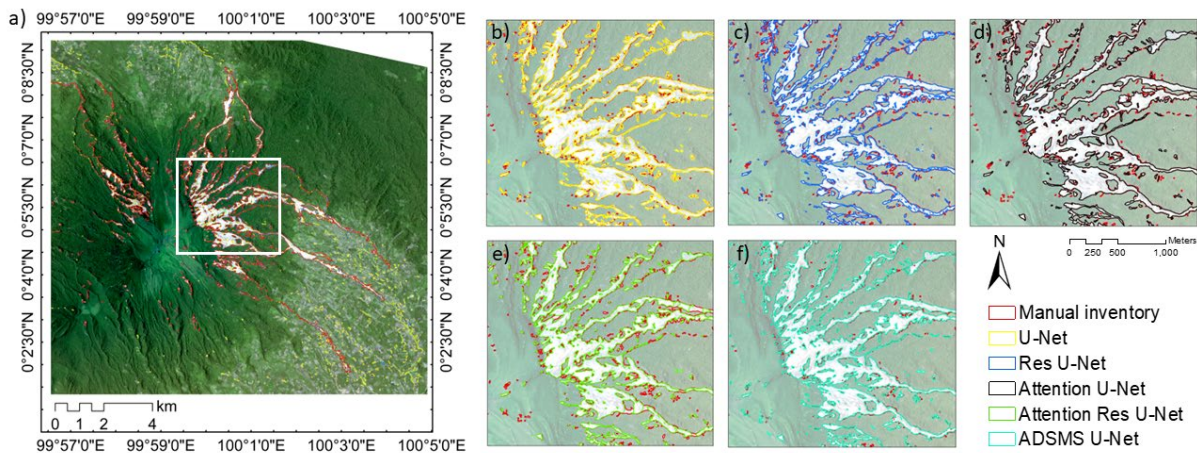 a)
99°57'0"E 99°59'0"E 100°1'0"E 100°3'0"E 100°5'0"E
0°8'30"N
0°7'0"N
0°5'30"N
0°4'0"N
0°2'30"N
0°8'30"N
0°7'0"N
0°5'30"N
0°4'0"N
0°2'30"N
km
0 1 2 4
99°57'0"E 99°59'0"E 100°1'0"E 100°3'0"E 100°5'0"E
b)
c)
d)
e)
f)
N
Meters
0 250 500 1,000
Manual inventory
U-Net
Res U-Net
Attention U-Net
Attention Res U-Net
ADSMS U-Net